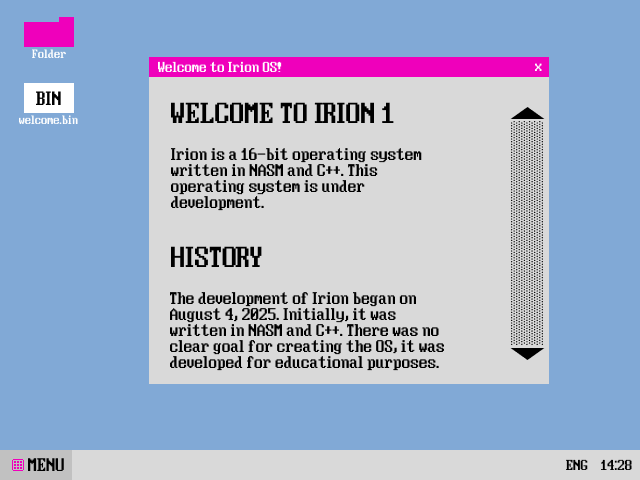 Folder
BIN
welcome.bin
Welcome to Irion OS!
x
WELCOME TO IRION 1
Irion is a 16-bit operating system
written in NASM and C++. This
operating system is under
development.
HISTORY
The development of Irion began on
August 4, 2025. Initially, it was
written in NASM and C++. There was no
clear goal for creating the OS, it was
developed for educational purposes.
MENU
ENG 14:28